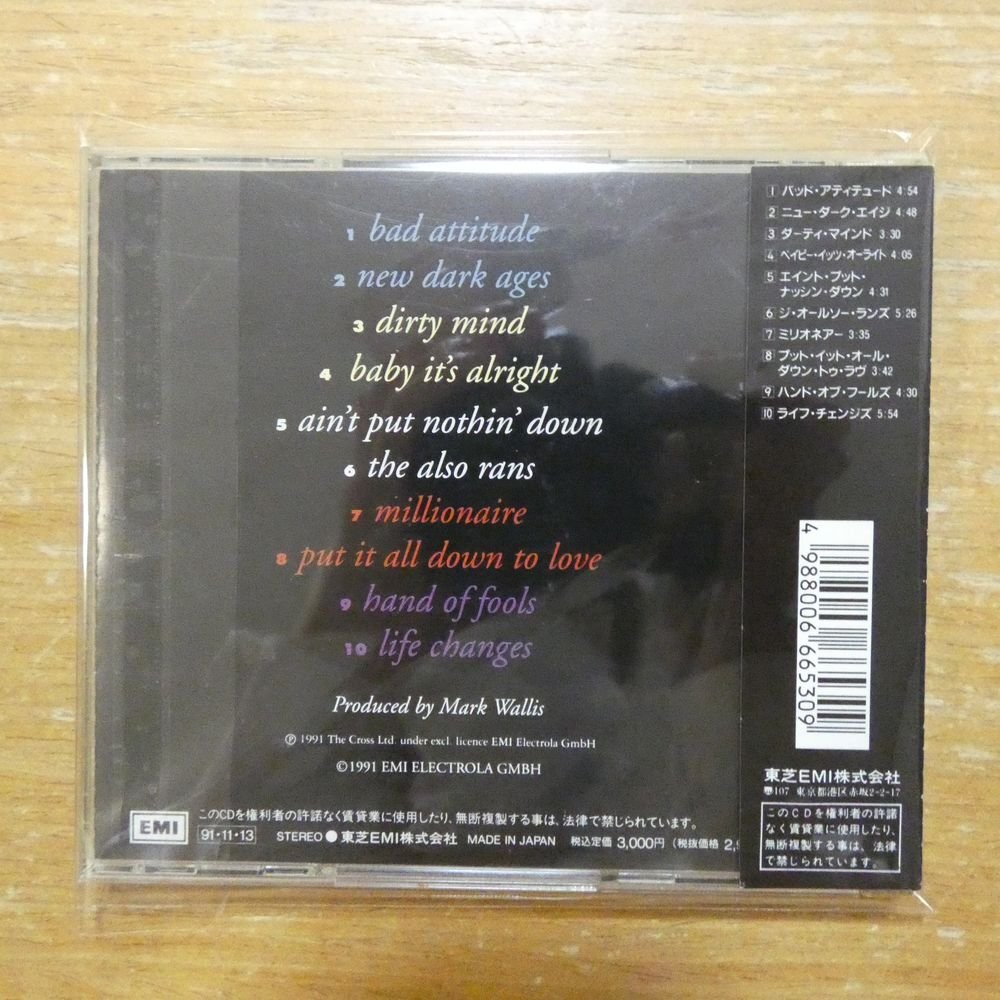 1 bad attitude
2 new dark ages
3 dirty mind
4 baby it's alright
5 ain't put nothin' down
6 the also rans
7 millionaire
8 put it all down to love
9 hand of fools
10 life changes
Produced by Mark Wallis
Ⓟ 1991 The Cross Ltd. under excl. licence EMI Electrola GmbH
©1991 EMI ELECTROLA GMBH
EMI
このCDを権利者の許諾なく賃貸業に使用したり、無断複製する事は、法律で禁じられています。
91・11・13 STEREO ● 東芝EMI株式会社 MADE IN JAPAN 税込定価 3,000円 (税抜価格 2,9
1 バッド・アティテュード 4:54
2 ニュー・ダーク・エイジ 4:48
3 ダーティ・マインド 3:30
4 ベイビー・イッツ・オーライト 4:05
5 エイント・プット・
ナッシン・ダウン 4:31
6 ジ・オールソー・ランズ 5:26
7 ミリオネアー 3:35
8 プット・イット・オール・
ダウン・トゥ・ラヴ 3:42
9 ハンド・オブ・フールズ 4:30
10 ライフ・チェンジズ 5:54
4 988006 665309
東芝EMI株式会社
〠107 東京都港区赤坂2-2-17
このCDを権利者の許諾
なく賃貸業に使用したり、
無断複製する事は、法律
で禁じられています。